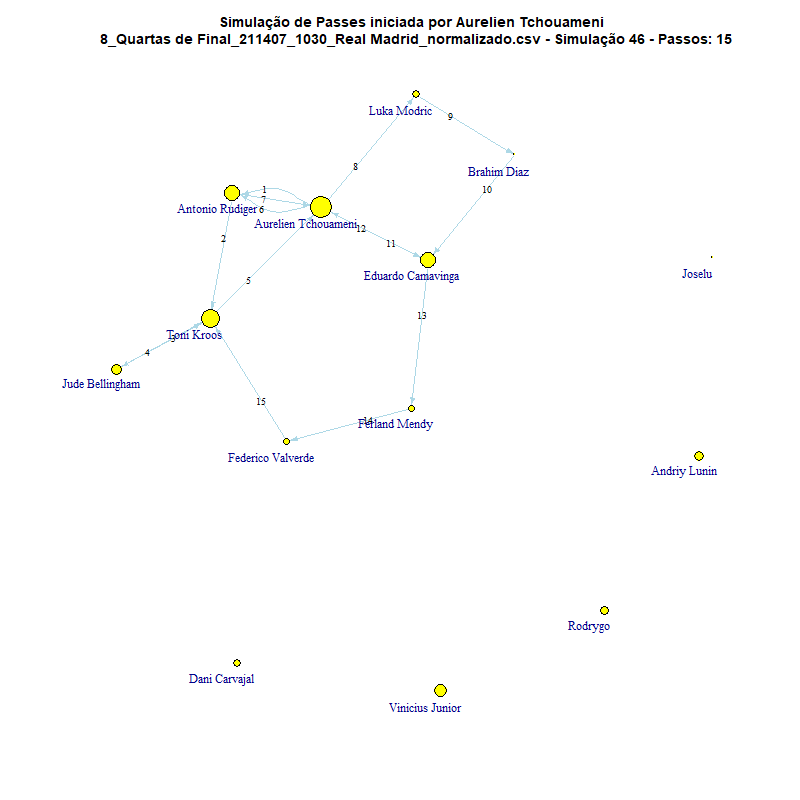 Simulação de Passes iniciada por Aurelien Tchouameni
8_Quartas de Final_211407_1030_Real Madrid_normalizado.csv - Simulação 46 - Passos: 15
Luka Modric
9
Brahim Diaz
8
10
1
7
6
Antonio Rudiger
Aurelien Tchouameni
12
2
11
Eduardo Camavinga
Joselu
5
13
Toni Kroos
3
4
Jude Bellingham
15
14
Ferland Mendy
Federico Valverde
Andriy Lunin
Rodrygo
Dani Carvajal
Vinicius Junior